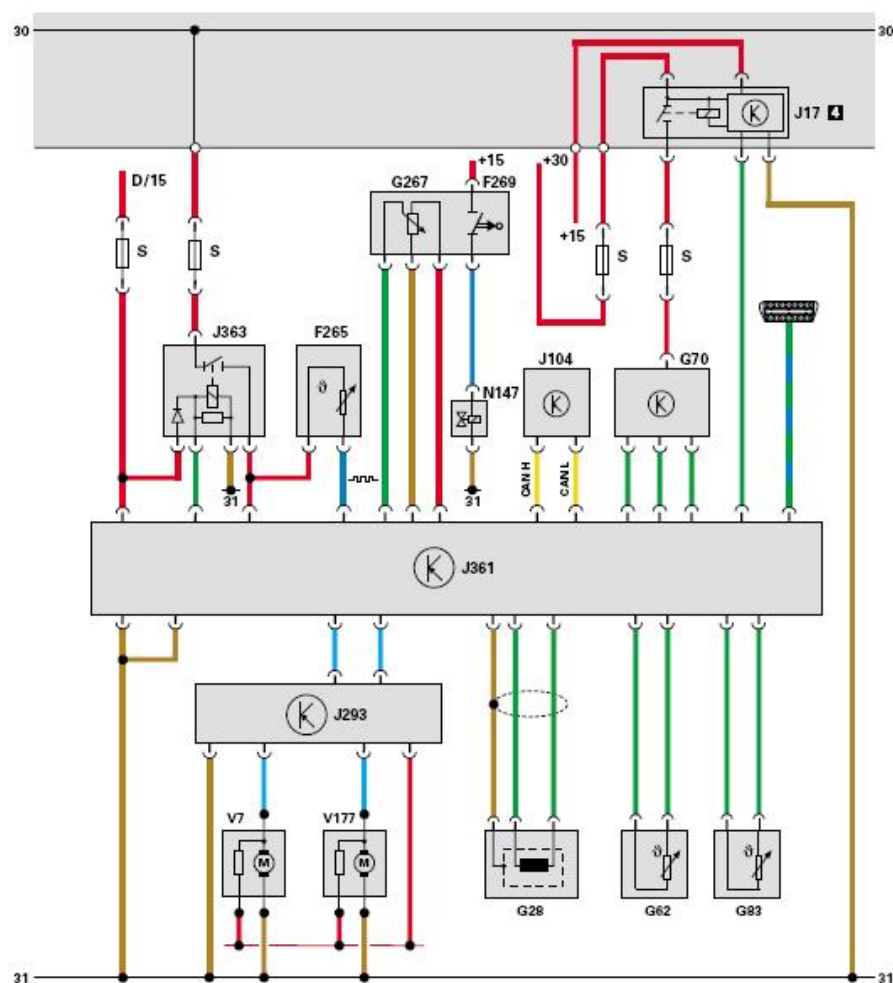 30 30
J17 4
D/15 +15 +30
G267 F269
S S +15 S S
J363 F265 J104 G70
ϑ N147
CAN H CAN L
31 31
J361
J293
V7 V177
M M ϑ ϑ
G28 G62 G83
31 31